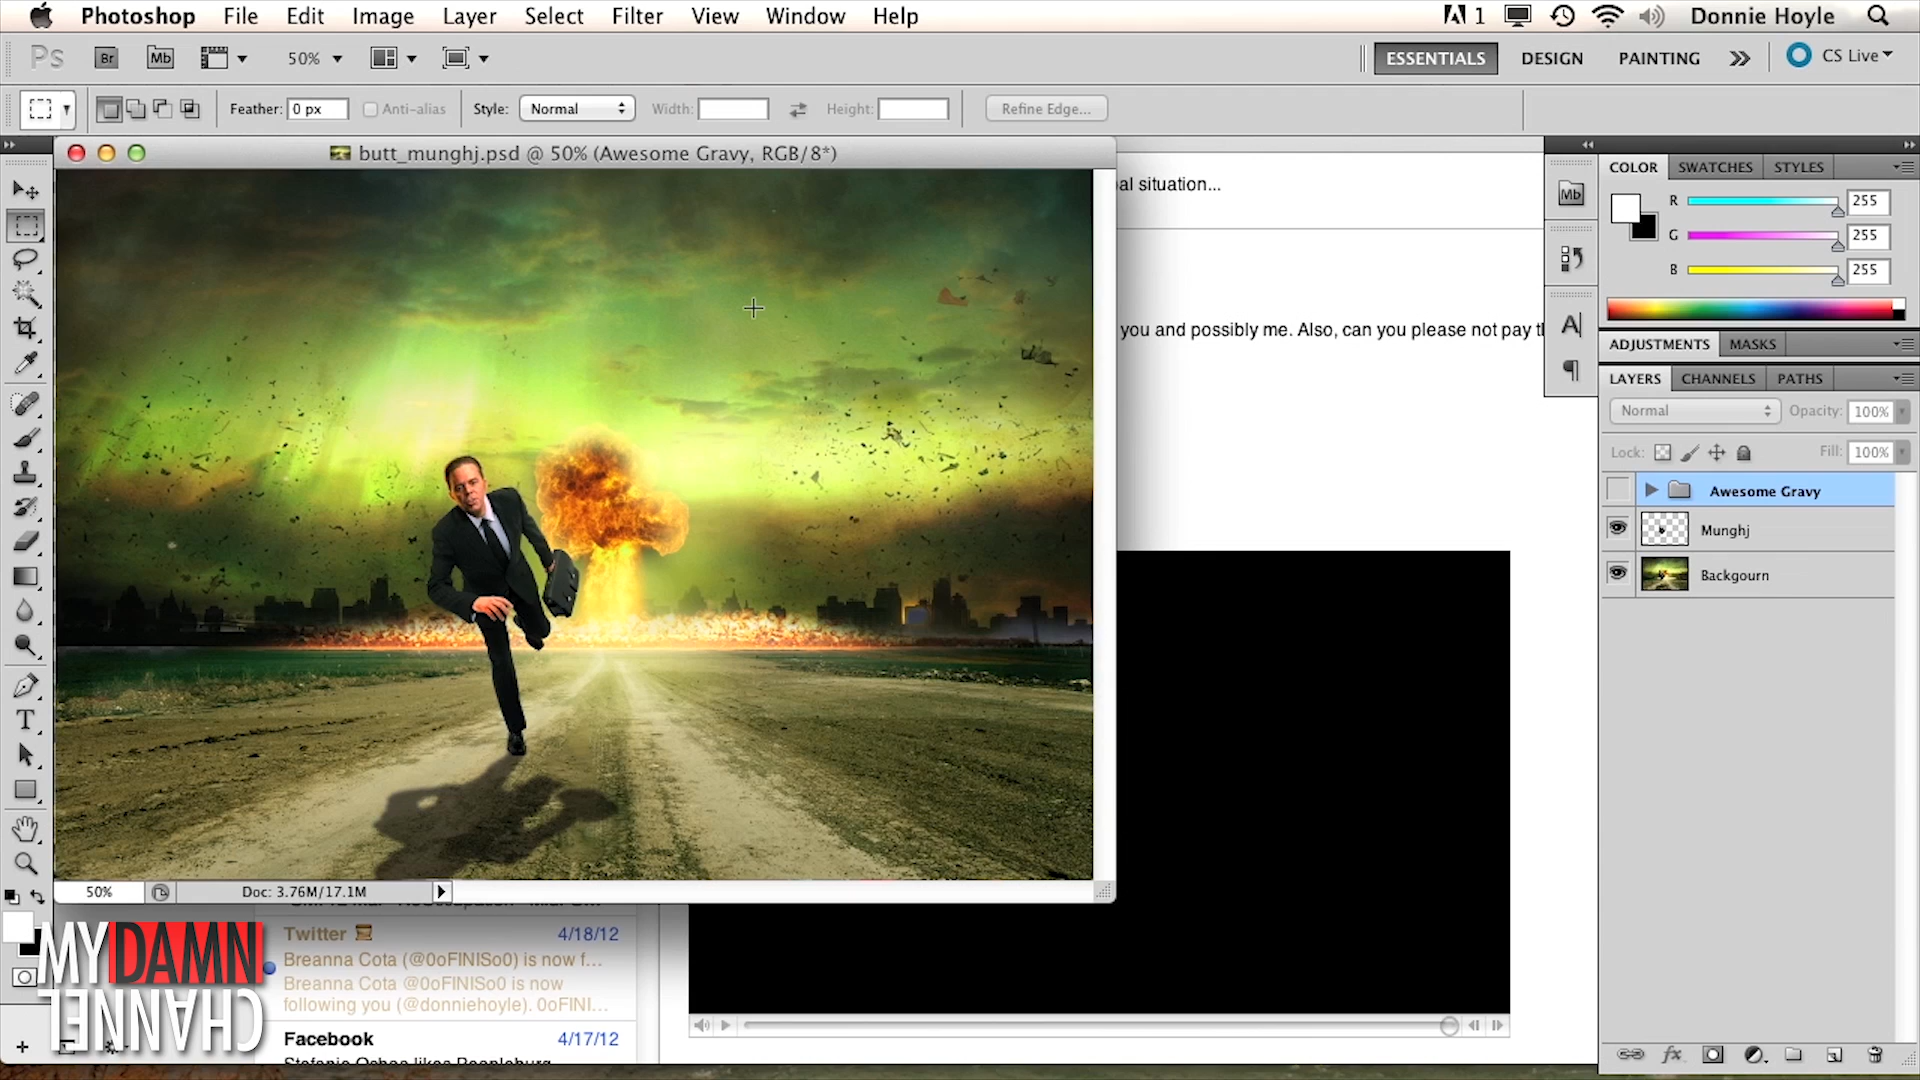 Photoshop File Edit Image Layer Select Filter View Window Help 1 Donnie Hoyle
Ps Br Mb 50% ESSENTIALS DESIGN PAINTING CS Live
Feather: 0 px Anti-alias Style: Normal Width: Height: Refine Edge...
butt_munghj.psd @ 50% (Awesome Gravy, RGB/8*)
al situation...
you and possibly me. Also, can you please not pay t
Mb
COLOR SWATCHES STYLES
R 255
G 255
B 255
ADJUSTMENTS MASKS
LAYERS CHANNELS PATHS
Normal Opacity: 100%
Lock: Fill: 100%
Awesome Gravy
Munghj
Backgourn
50% Doc: 3.76M/17.1M
Twitter 4/18/12
Breanna Cota (@0oFINISo0) is now f...
Breanna Cota (@0oFINISo0 is now
following you (@donniehoyle). 0oFINI...
Facebook 4/17/12
MY DAMN
CHANNEL